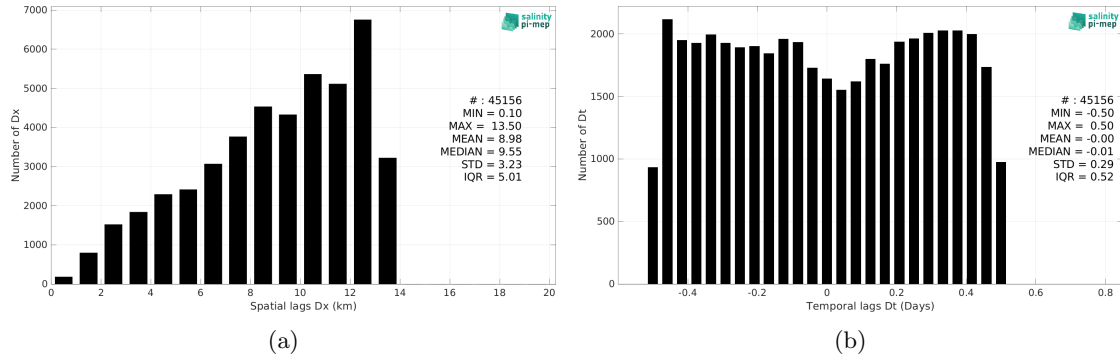 7000
6000
5000
4000
3000
2000
1000
0
Number of Dx
0 2 4 6 8 10 12 14 16 18 20
Spatial lags Dx (km)
salinity
pi-mep
# : 45156
MIN = 0.10
MAX = 13.50
MEAN = 8.98
MEDIAN = 9.55
STD = 3.23
IQR = 5.01
(a)
2000
1500
1000
500
0
Number of Dt
-0.4 -0.2 0 0.2 0.4 0.6 0.8
Temporal lags Dt (Days)
salinity
pi-mep
# : 45156
MIN = -0.50
MAX = 0.50
MEAN = -0.00
MEDIAN = -0.01
STD = 0.29
IQR = 0.52
(b)